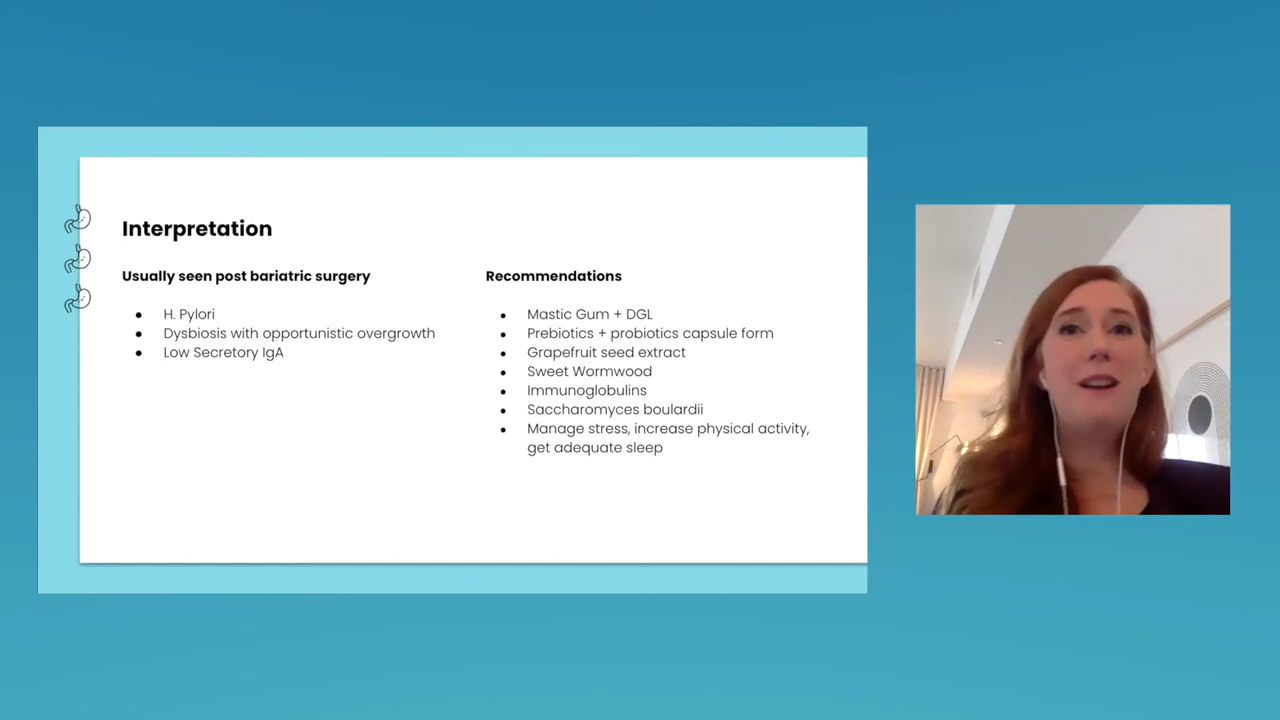 Interpretation
Usually seen post bariatric surgery
● H. Pylori
● Dysbiosis with opportunistic overgrowth
● Low Secretory IgA
Recommendations
● Mastic Gum + DGL
● Prebiotics + probiotics capsule form
● Grapefruit seed extract
● Sweet Wormwood
● Immunoglobulins
● Saccharomyces boulardii
● Manage stress, increase physical activity,
get adequate sleep